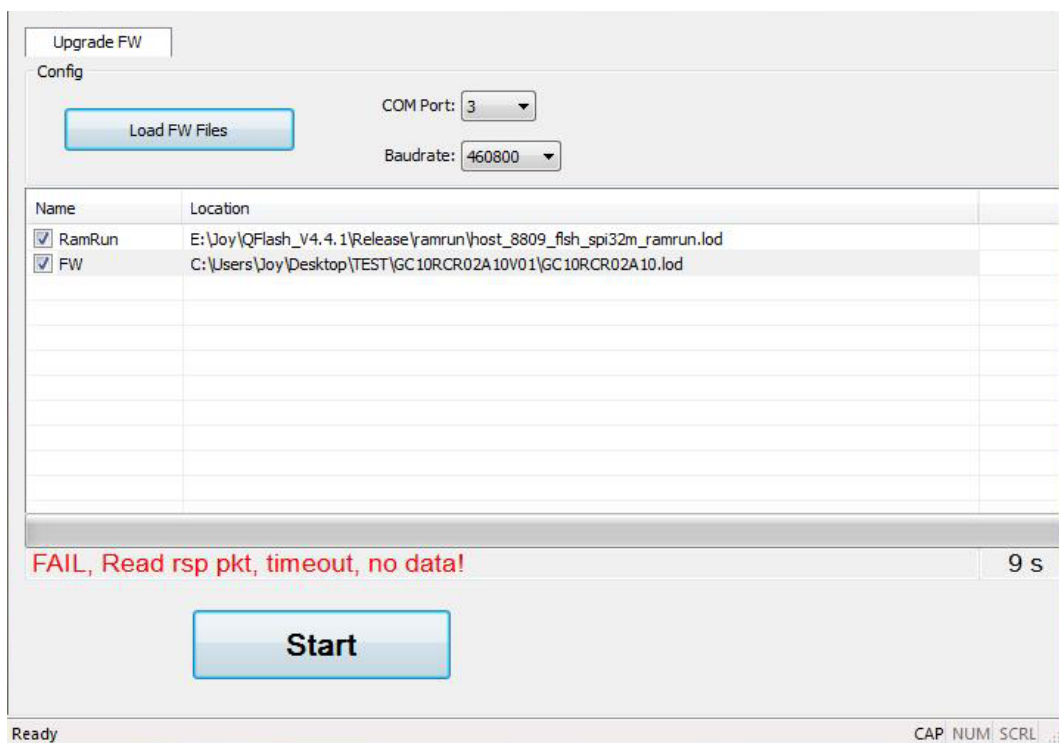 Upgrade FW
Config
Load FW Files
COM Port: 3
Baudrate: 460800
Name Location
RamRun E:\Joy\QFlash_V4.4.1\Release\ramrun\host_8809_flsh_spi32m_ramrun.lod
FW C:\Users\Joy\Desktop\TEST\GC10RCR02A10V01\GC10RCR02A10.lod
FAIL, Read rsp pkt, timeout, no data! 9 s
Start
Ready CAP NUM SCRL